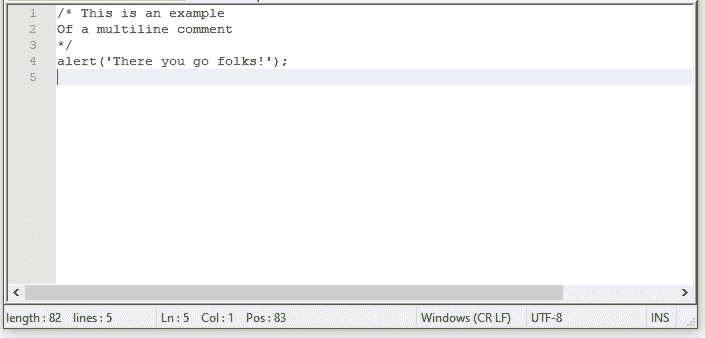 1 /* This is an example
2 Of a multiline comment
3 */
4 alert('There you go folks!');
5
length : 82 lines : 5 Ln : 5 Col : 1 Pos : 83 Windows (CR LF) UTF-8 INS